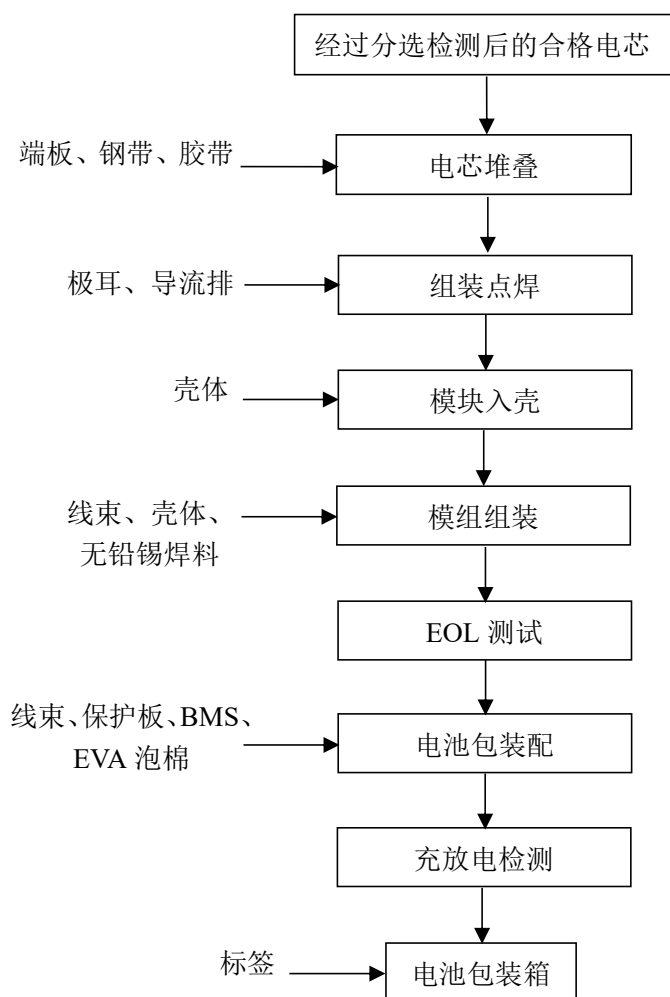 经过分选检测后的合格电芯
端板、钢带、胶带
电芯堆叠
极耳、导流排
组装点焊
壳体
模块入壳
线束、壳体、
无铅锡焊料
模组组装
EOL 测试
线束、保护板、BMS、
EVA 泡棉
电池包装配
充放电检测
标签
电池包装箱